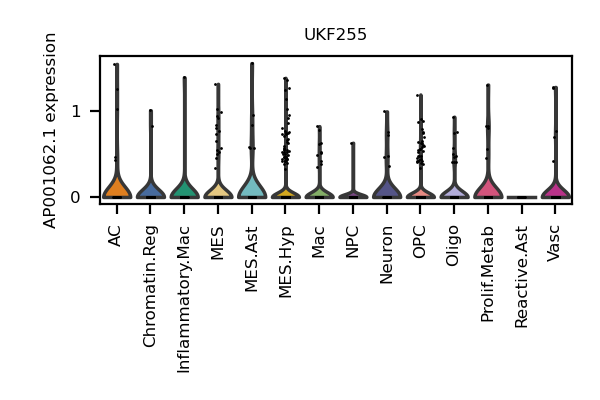 UKF255
AP001062.1 expression
1
0
AC
Chromatin.Reg
Inflammatory.Mac
MES
MES.Ast
MES.Hyp
Mac
NPC
Neuron
OPC
Oligo
Prolif.Metab
Reactive.Ast
Vasc